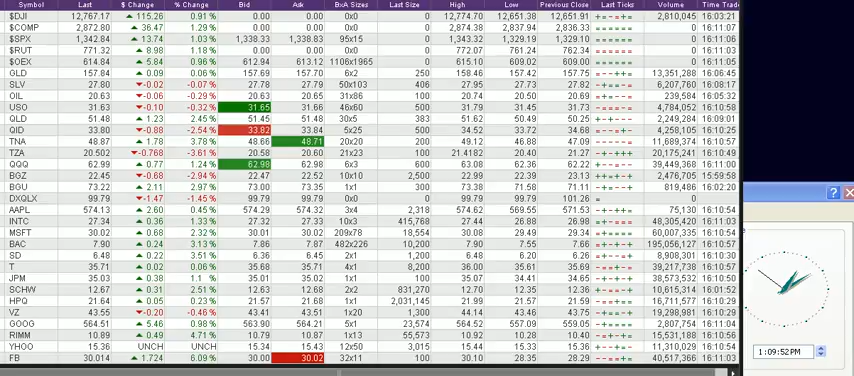 Symbol Last $ Change % Change Bid Ask BxA Sizes Last Size High Low Previous Close Last Ticks Volume Time Trade
$DJI 12,767.17 115.26 0.91 % 0.00 0.00 0x0 0 12,774.70 12,651.38 12,651.91 2,810,045 16:03:21
$COMP 2,872.80 36.47 1.29 % 0.00 0.00 0x0 0 2,874.38 2,837.94 2,836.33 0 16:11:07
$SPX 1,342.84 13.74 1.03 % 1,338.33 1,338.83 95x15 0 1,343.32 1,329.19 1,329.10 0 16:11:06
$RUT 771.32 8.98 1.18 % 0.00 0.00 0x0 0 772.07 761.24 762.34 0 16:11:03
$OEX 614.84 5.84 0.96 % 612.94 613.12 1106x1965 0 615.10 609.02 609.00 0 16:11:05
GLD 157.84 0.09 0.06 % 157.69 157.70 6x2 250 158.46 157.42 157.75 13,351,288 16:06:45
SLV 27.80 -0.02 -0.07 % 27.78 27.79 50x103 406 27.95 27.73 27.82 6,207,760 16:08:17
OIL 20.63 -0.06 -0.29 % 20.63 20.65 31x86 100 20.74 20.50 20.69 239,584 16:05:32
USO 31.63 -0.10 -0.32 % 31.65 31.66 46x60 500 31.79 31.45 31.73 4,784,052 16:10:58
QLD 51.48 1.23 2.45 % 51.45 51.48 30x5 383 51.62 50.49 50.25 2,249,284 16:09:01
QID 33.80 -0.88 -2.54 % 33.82 33.84 5x25 500 34.52 33.72 34.68 4,258,105 16:10:25
TNA 48.87 1.78 3.78 % 48.66 48.71 20x20 200 49.12 46.88 47.09 11,689,374 16:10:57
TZA 20.502 -0.768 -3.61 % 20.58 20.60 21x23 100 21.4182 20.40 21.27 20,175,241 16:10:49
QQQ 62.99 0.77 1.24 % 62.98 62.99 6x3 600 63.08 62.36 62.22 39,449,368 16:11:00
BGZ 22.45 -0.68 -2.94 % 22.47 22.52 10x10 2,500 22.99 22.39 23.13 2,476,705 15:59:58
BGU 73.22 2.11 2.97 % 73.00 73.35 1x1 300 73.38 71.58 71.11 819,486 16:02:20
DXQLX 99.79 -1.47 -1.45 % 99.79 99.79 0x0 0 99.79 99.79 101.26 0
AAPL 574.13 2.60 0.45 % 574.29 574.32 3x4 2,318 574.62 569.55 571.53 75,130 16:10:54
INTC 27.34 0.36 1.33 % 27.32 27.33 10x3 415,768 27.44 26.88 26.98 48,305,420 16:11:03
MSFT 30.02 0.68 2.32 % 30.01 30.04 209x78 18,554 30.08 29.49 29.34 60,007,335 16:10:54
BAC 7.90 0.24 3.13 % 7.86 7.87 482x226 10,200 7.90 7.55 7.66 195,056,127 16:10:57
SD 6.48 0.22 3.51 % 6.36 6.45 2x1 1,200 6.48 6.20 6.26 8,908,301 16:10:30
T 35.71 0.02 0.06 % 35.68 35.71 4x1 8,200 36.00 35.61 35.69 39,217,738 16:10:57
JPM 35.03 0.38 1.1 % 35.01 35.02 1x1 100 35.07 34.41 34.65 38,573,532 16:10:50
SCHW 12.67 0.31 2.51 % 12.63 12.68 2x2 831,270 12.70 12.35 12.36 10,615,314 16:01:52
HPQ 21.64 0.05 0.23 % 21.57 21.68 1x1 2,031,145 21.99 21.57 21.59 16,711,577 16:10:29
VZ 43.55 -0.20 -0.46 % 43.41 43.51 1x20 1,300 44.14 43.46 43.75 19,298,981 16:10:29
GOOG 564.51 5.46 0.98 % 563.90 564.21 5x1 23,574 564.52 557.09 559.05 2,807,754 16:11:04
RIMM 10.89 0.49 4.71 % 10.79 10.87 1x13 55,573 10.92 10.28 10.40 15,531,188 16:10:56
YHOO 15.36 UNCH UNCH 15.34 15.43 12x50 3,015 15.44 15.33 15.36 11,310,029 16:10:54
FB 30.014 1.724 6.09 % 30.00 30.02 32x11 100 30.10 28.35 28.29 40,517,366 16:11:03
1:09:52 PM